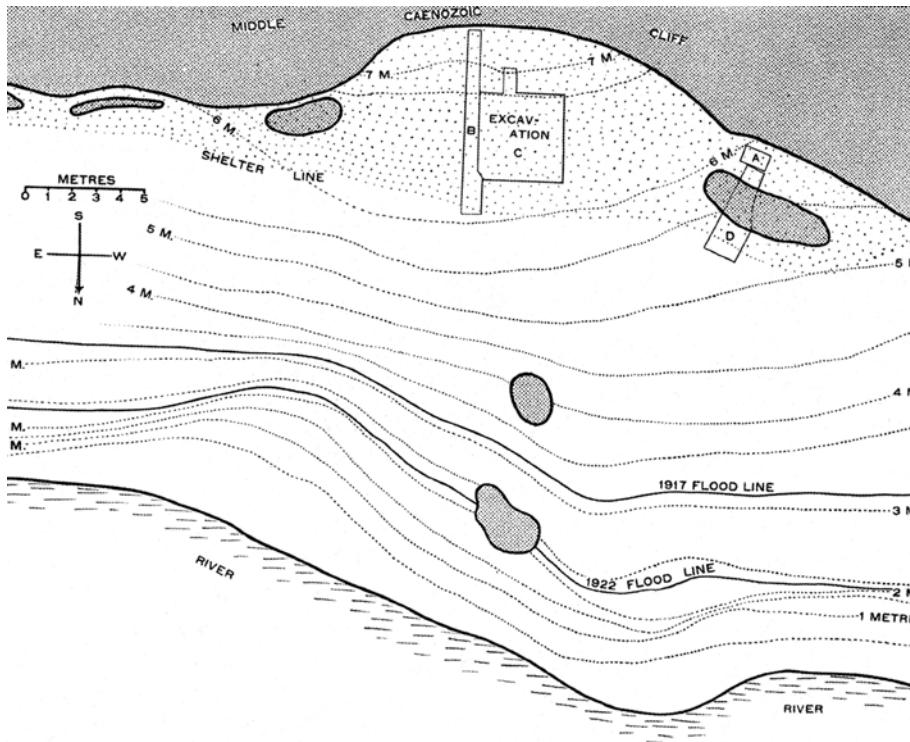 MIDDLE CAENOZOIC CLIFF
7 M. 7 M.
6 M.
EXCAV-
ATION
B
C
SHELTER LINE
6 M.
A
D
METRES
0 1 2 3 4 5
S
E W
N
5 M.
5 M
4 M.
M.
4 M
M.
M.
1917 FLOOD LINE
3 M
1922 FLOOD LINE
2 M
1 METRE
RIVER
RIVER